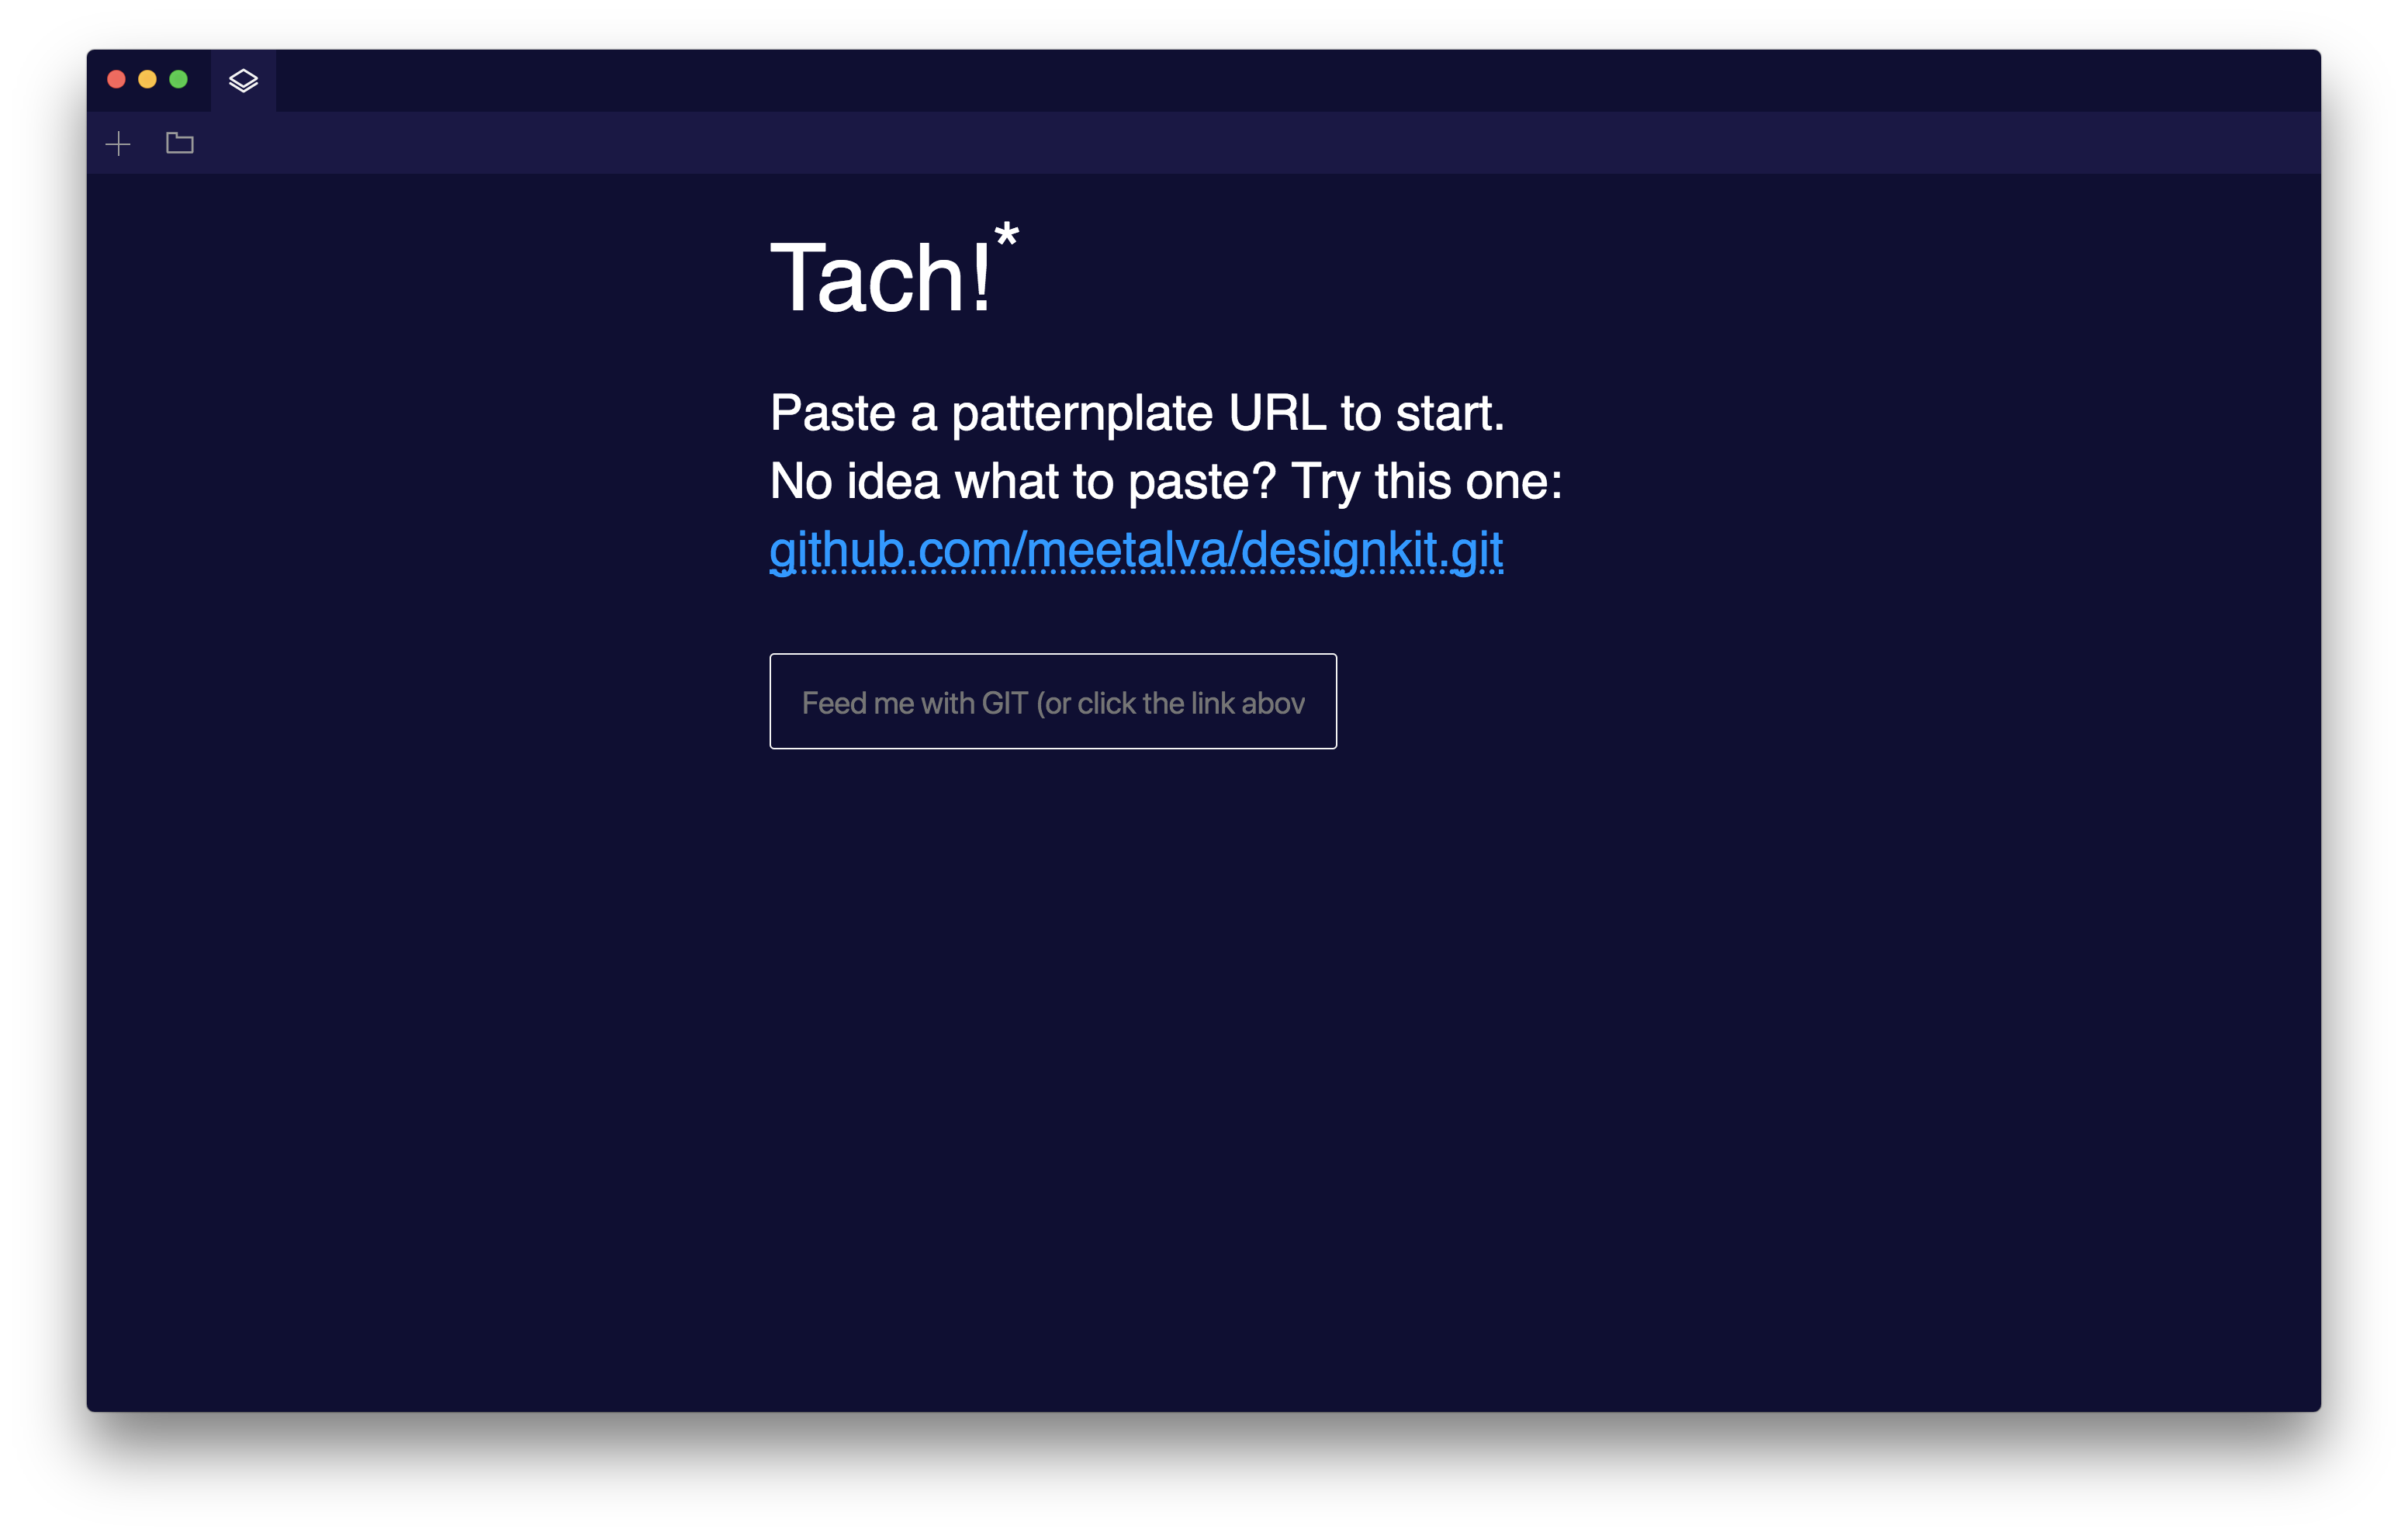 Tach!*
Paste a patternplate URL to start.
No idea what to paste? Try this one:
github.com/meetalva/designkit.git
Feed me with GIT (or click the link abov